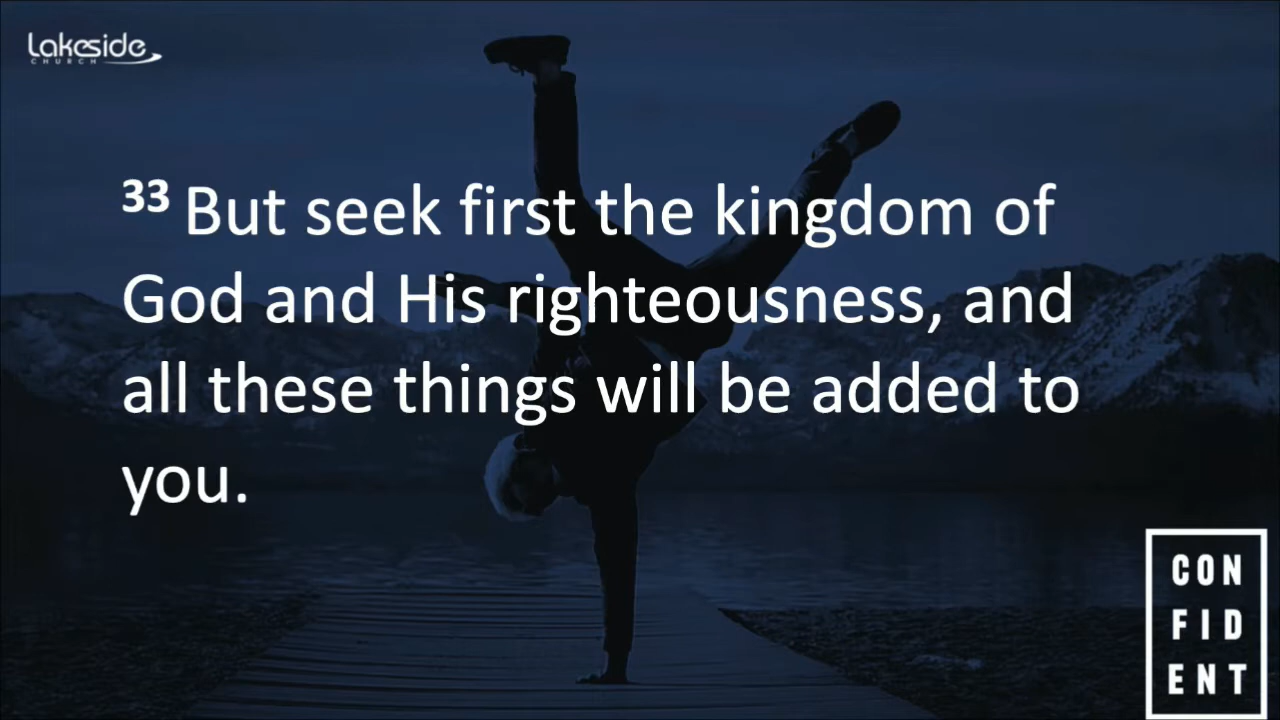 Lakeside
CHURCH
33 But seek first the kingdom of
God and His righteousness, and
all these things will be added to
you.
CON
FID
ENT